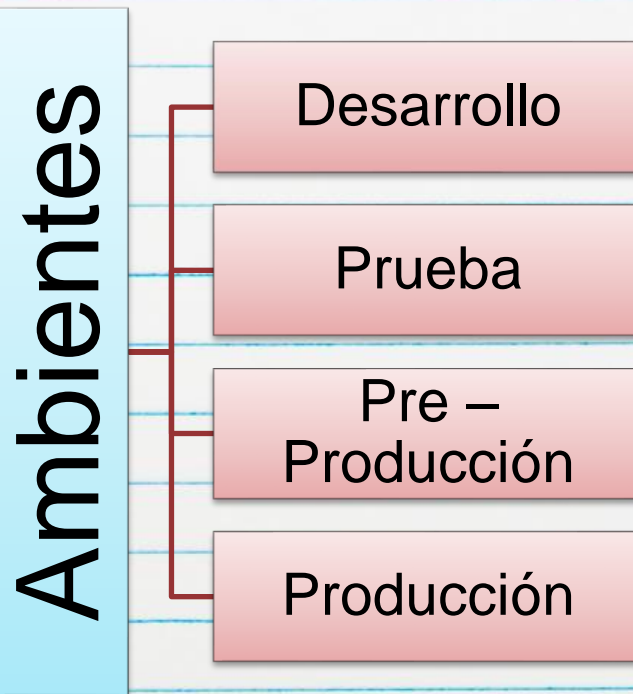 Ambientes
Desarrollo
Prueba
Pre –
Producción
Producción